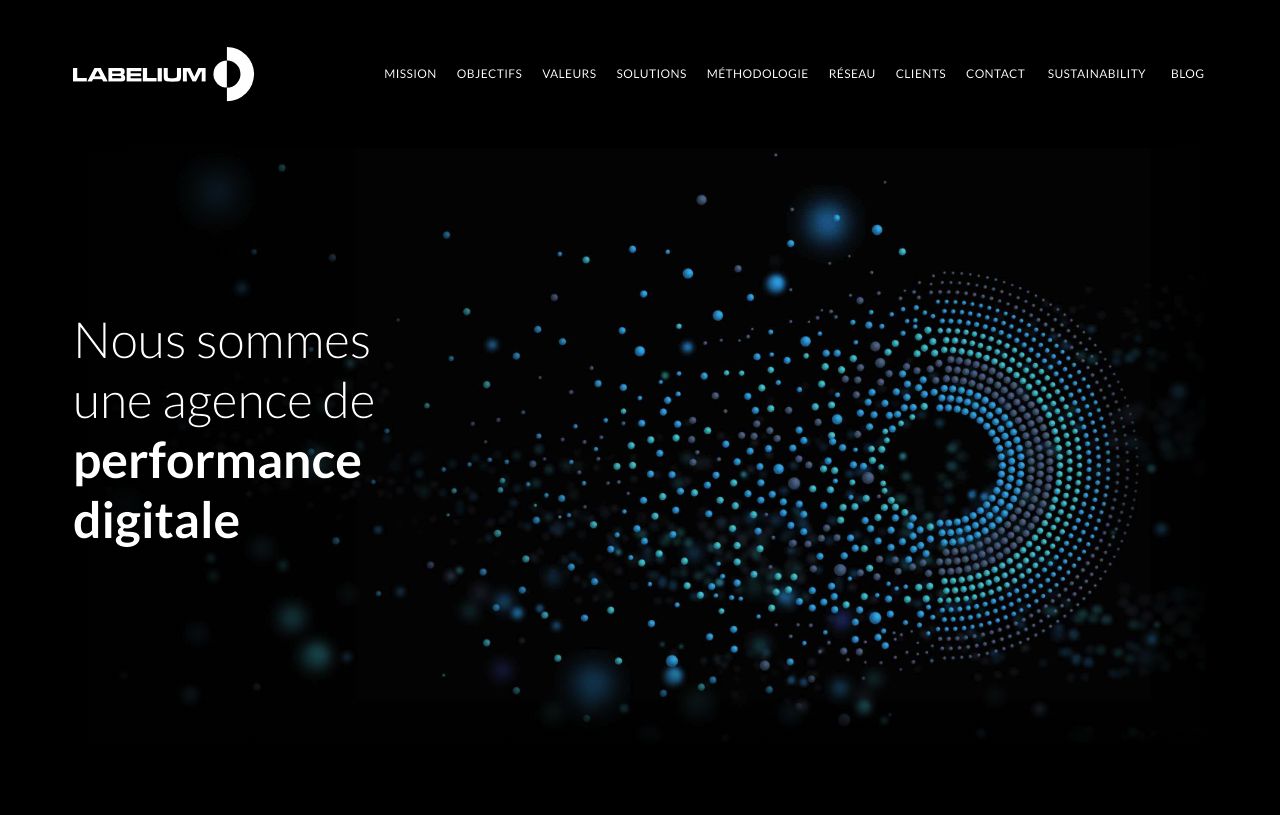 LABELIUM
MISSION OBJECTIFS VALEURS SOLUTIONS MÉTHODOLOGIE RÉSEAU CLIENTS CONTACT SUSTAINABILITY BLOG
Nous sommes
une agence de
performance
digitale